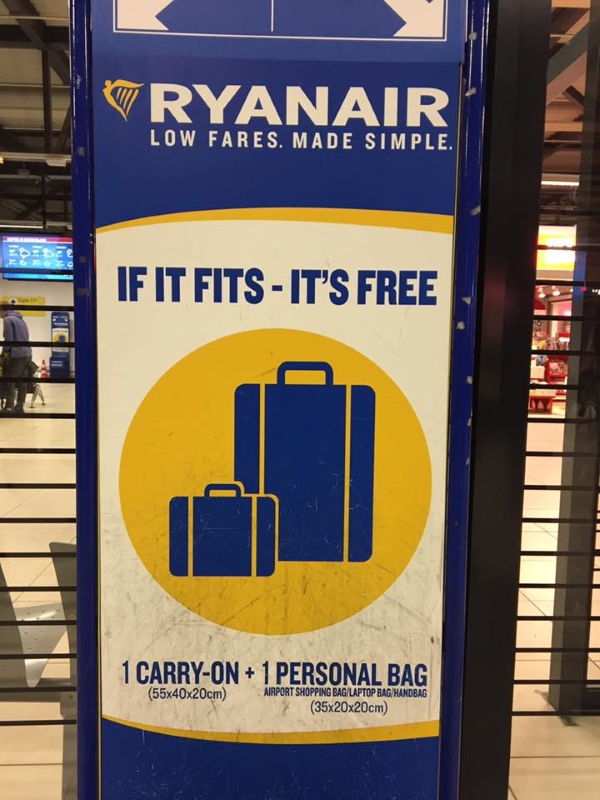 RYANAIR
LOW FARES. MADE SIMPLE.
IF IT FITS - IT'S FREE
1 CARRY-ON + 1 PERSONAL BAG
(55x40x20cm)
AIRPORT SHOPPING BAG/LAPTOP BAG/HANDBAG
(35x20x20cm)